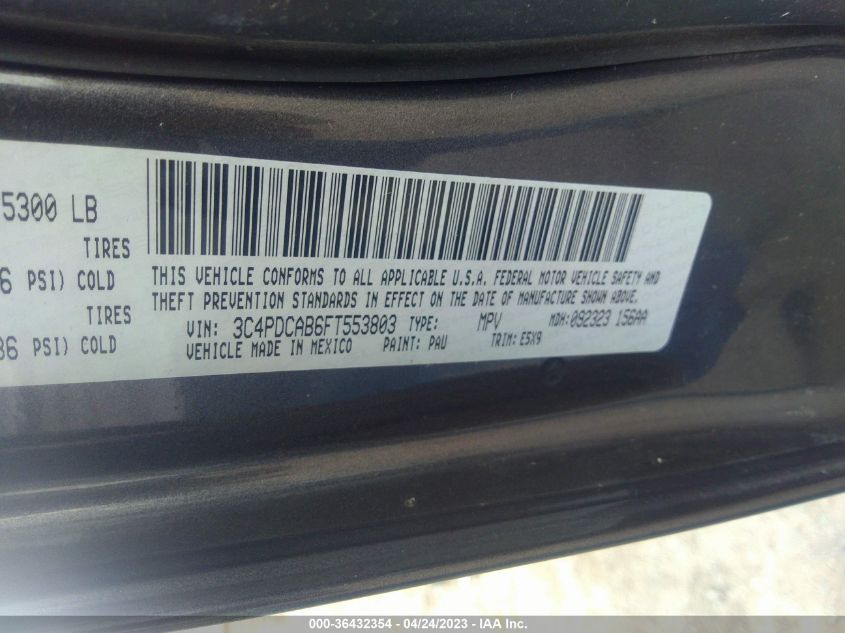 5300 LB
TIRES
6 PSI) COLD
TIRES
36 PSI) COLD
THIS VEHICLE CONFORMS TO ALL APPLICABLE U.S.A. FEDERAL MOTOR VEHICLE SAFETY AND
THEFT PREVENTION STANDARDS IN EFFECT ON THE DATE OF MANUFACTURE SHOWN ABOVE.
VIN: 3C4PDCAB6FT553803 TYPE: MPV MDH:092323 156AA
VEHICLE MADE IN MEXICO PAINT: PAU TRIM: E5X9
000-36432354 | 04/24/2023 | - IAA Inc.